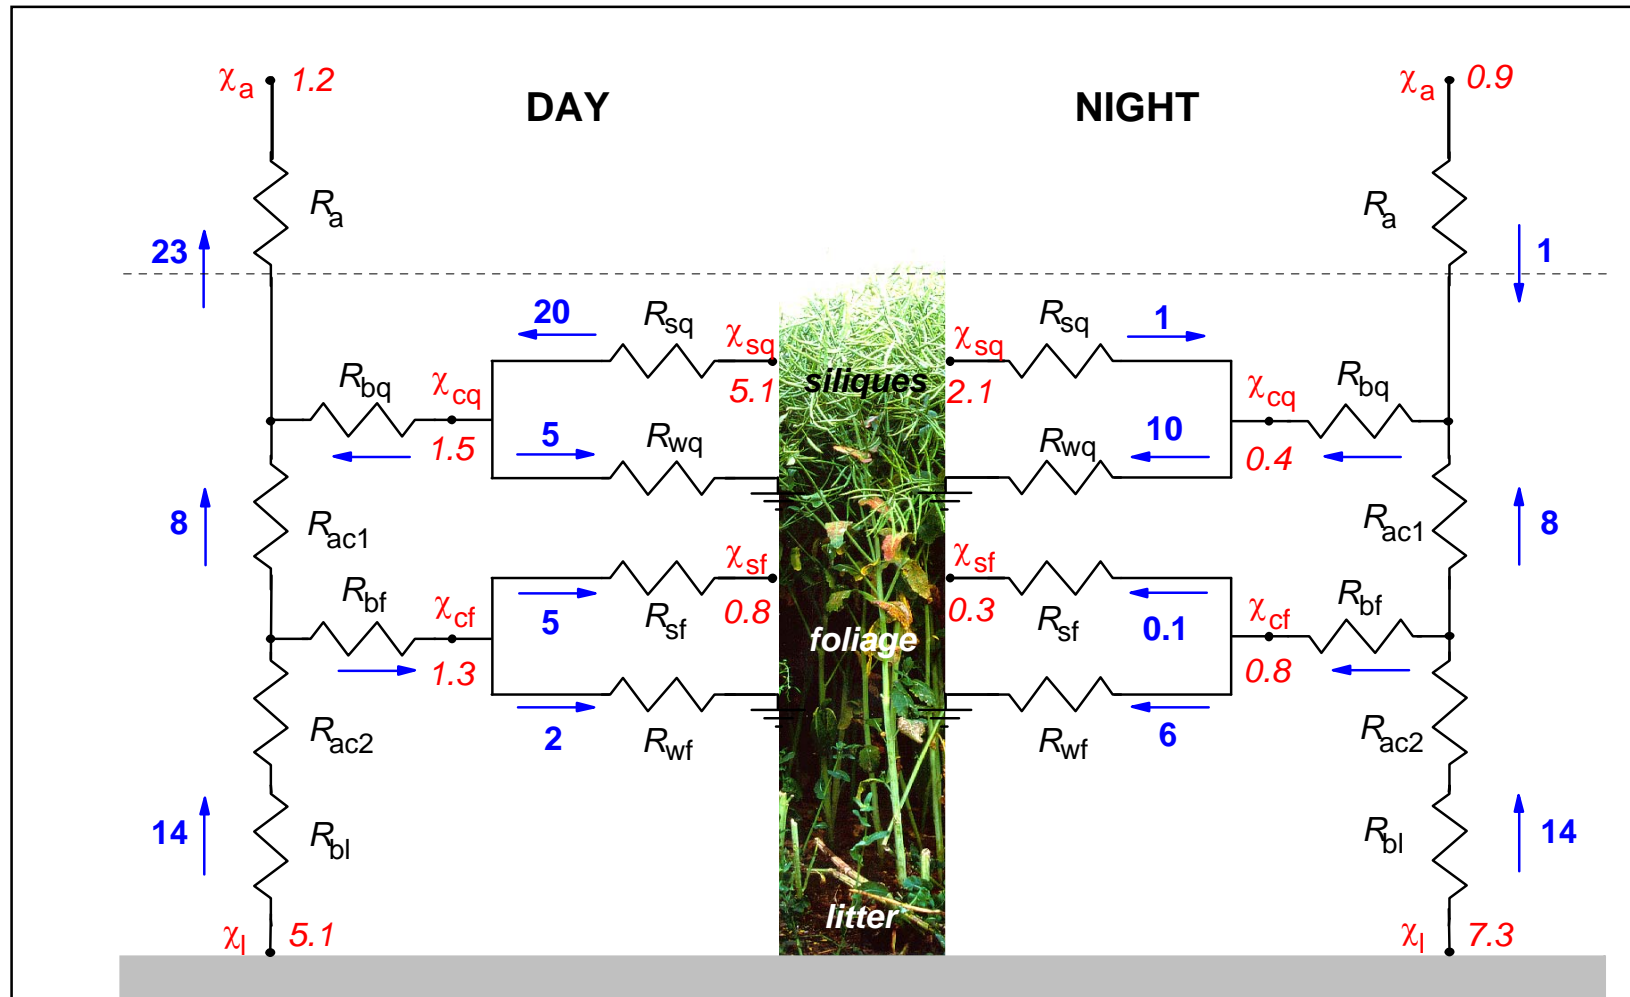 DAY
NIGHT
χa 1.2
Ra
23
20
Rsq
χsq
5.1
Rbq
χcq
1.5
5
Rwq
8
Rac1
Rbf
χcf
1.3
5
Rsf
χsf
0.8
2
Rwf
Rac2
14
Rbl
χl 5.1
siliques
foliage
litter
χa 0.9
Ra
1
χsq
2.1
Rsq
1
χcq
0.4
Rbq
10
Rwq
Rac1
8
χsf
0.3
Rsf
0.1
χcf
0.8
Rbf
6
Rwf
Rac2
Rbl
14
χl 7.3